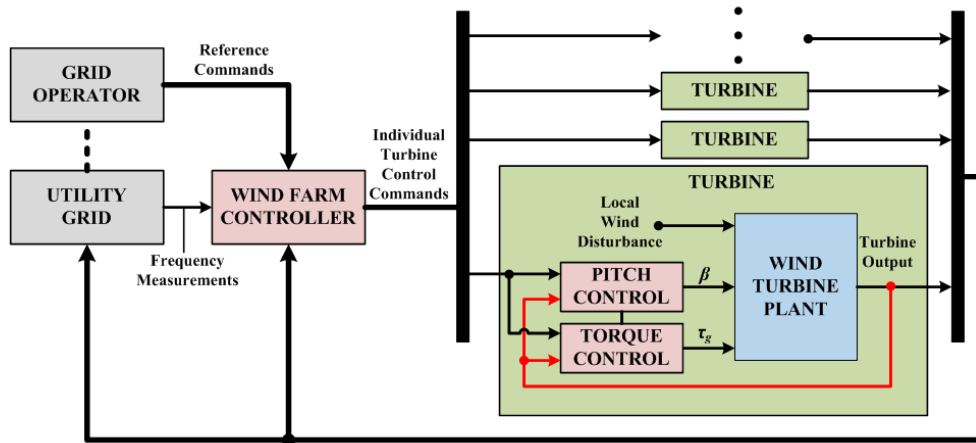 Reference
Commands
GRID
OPERATOR
UTILITY
GRID
Frequency
Measurements
WIND FARM
CONTROLLER
Individual
Turbine
Control
Commands
TURBINE
TURBINE
TURBINE
Local
Wind
Disturbance
PITCH
CONTROL
β
TORQUE
CONTROL
τg
WIND
TURBINE
PLANT
Turbine
Output